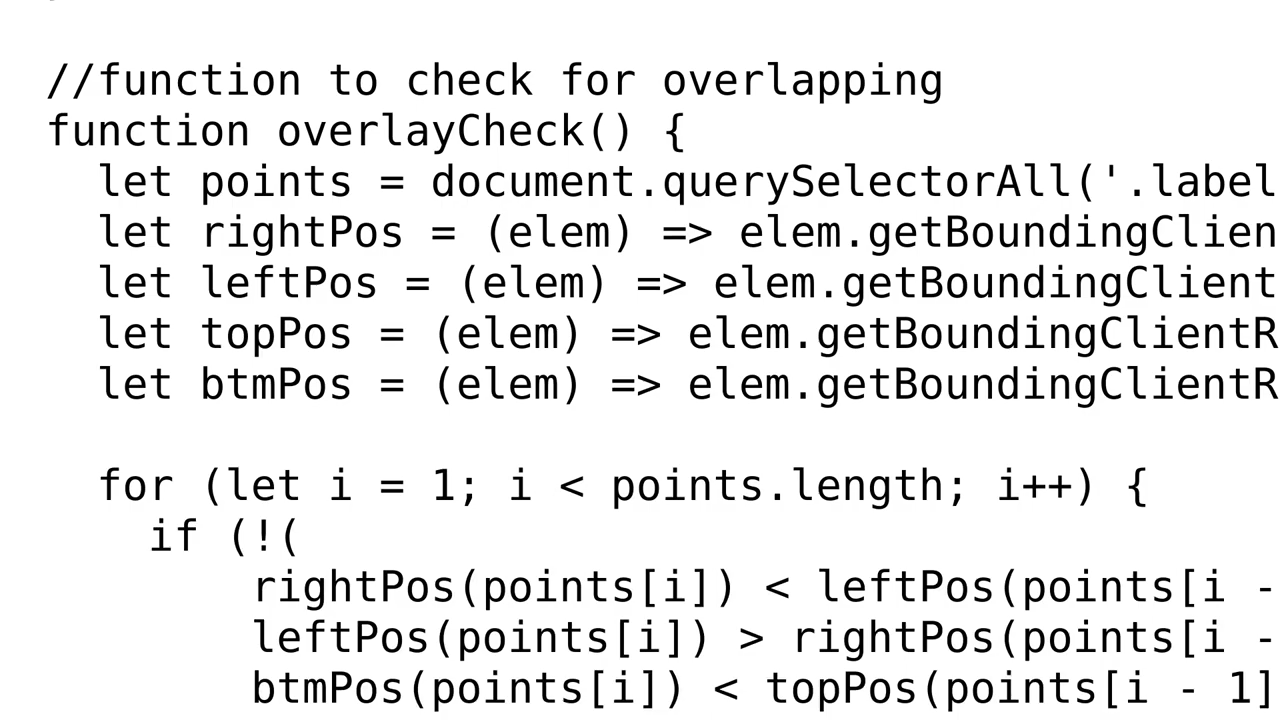 //function to check for overlapping
function overlayCheck() {
  let points = document.querySelectorAll('.label
  let rightPos = (elem) => elem.getBoundingClien
  let leftPos = (elem) => elem.getBoundingClient
  let topPos = (elem) => elem.getBoundingClientR
  let btmPos = (elem) => elem.getBoundingClientR
  for (let i = 1; i < points.length; i++) {
    if (!(
        rightPos(points[i]) < leftPos(points[i -
        leftPos(points[i]) > rightPos(points[i -
        btmPos(points[i]) < topPos(points[i - 1]